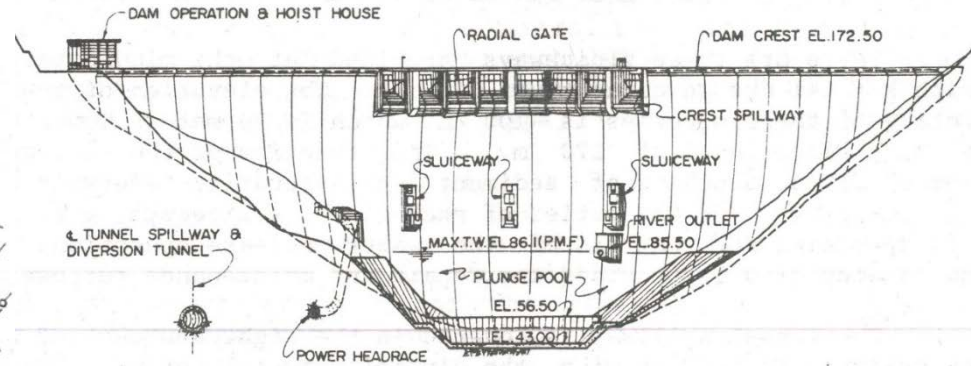 DAM OPERATION & HOIST HOUSE
RADIAL GATE
DAM CREST EL.172.50
CREST SPILLWAY
SLUICEWAY
SLUICEWAY
RIVER OUTLET
MAX.T.W.EL.86.1(P.M.F)
EL.85.50
℄ TUNNEL SPILLWAY &
DIVERSION TUNNEL
PLUNGE POOL
EL.56.50
EL.43.00
POWER HEADRACE